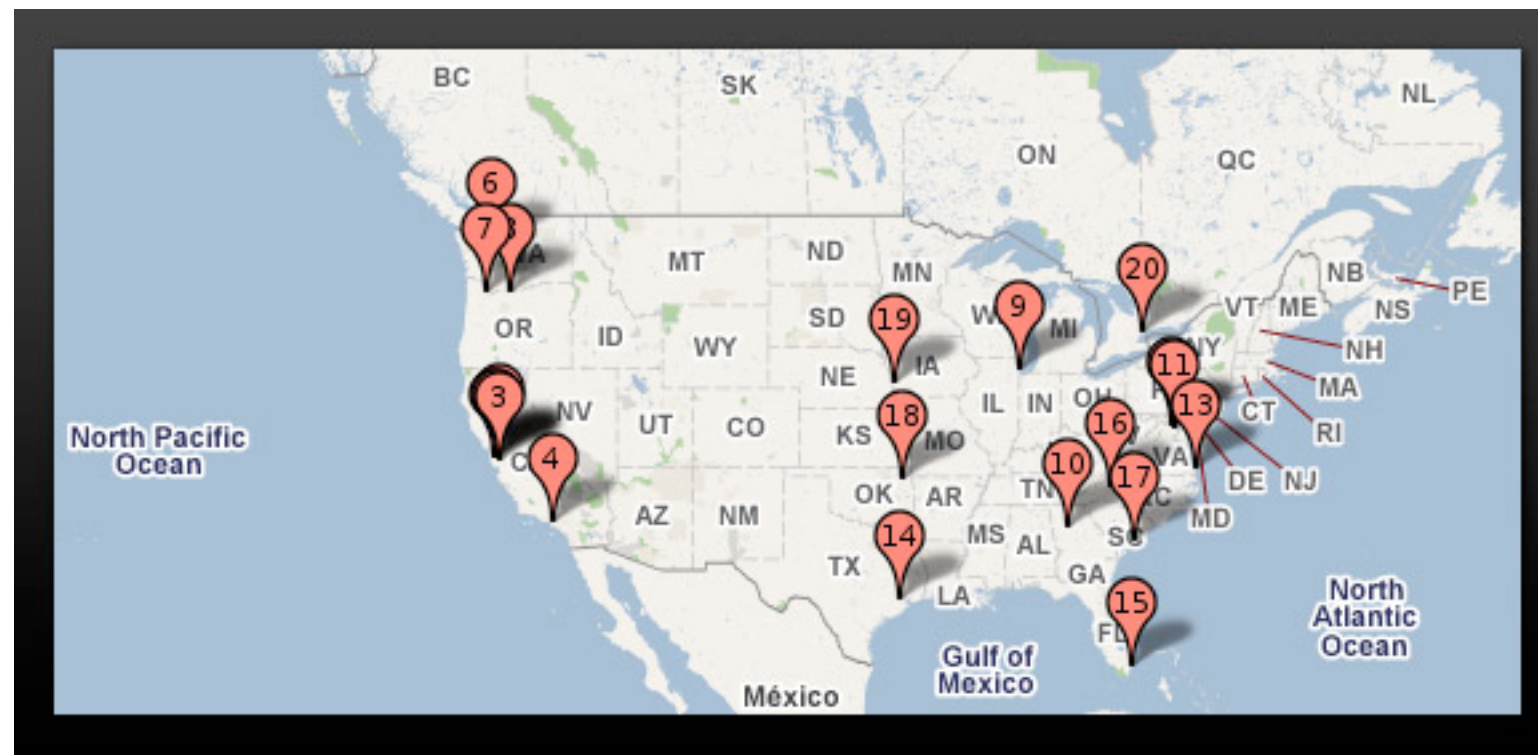 BC
SK
NL
ON
QC
6
7
8
MT
ND
MN
20
NB
PE
VT
ME
NS
OR
ID
SD
19
9
MI
NY
NH
WY
NE
IA
11
MA
3
NV
UT
CO
KS
18
MO
IL
IN
13
CT
RI
North Pacific
Ocean
4
16
VA
10
17
DE
NJ
AZ
NM
OK
AR
TN
MD
14
MS
AL
SC
TX
LA
GA
15
FL
North
Atlantic
Ocean
Gulf of
Mexico
México